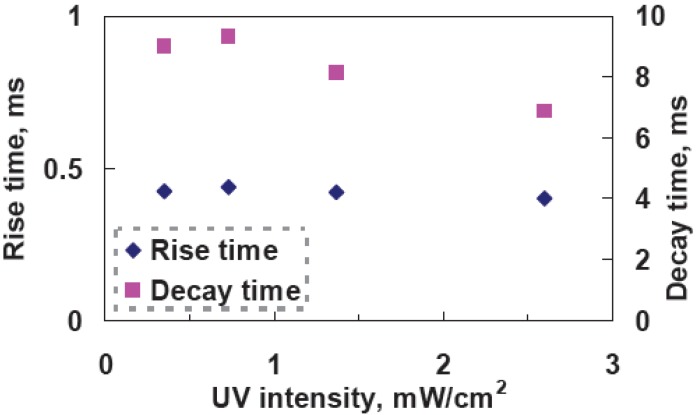 1
0.5
0
Rise time, ms
10
8
6
4
2
0
Decay time, ms
Rise time
Decay time
0 1 2 3
UV intensity, mW/cm²